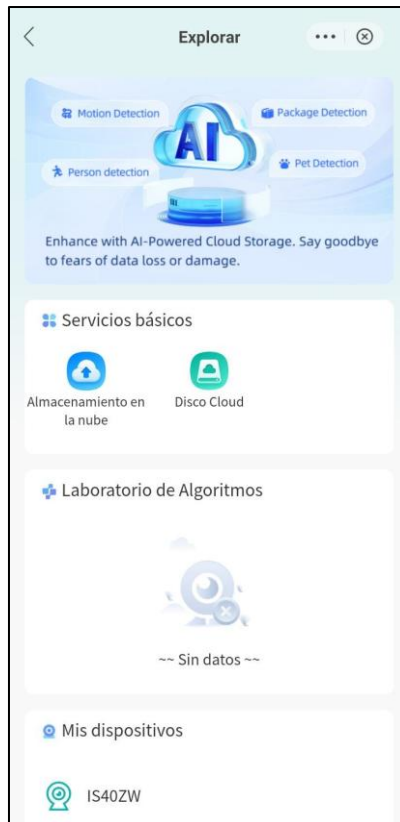 Explorar
Motion Detection
Package Detection
AI
Person detection
Pet Detection
AI
Enhance with AI-Powered Cloud Storage. Say goodbye
to fears of data loss or damage.
Servicios básicos
Almacenamiento en
la nube
Disco Cloud
Laboratorio de Algoritmos
~~ Sin datos ~~
Mis dispositivos
IS40ZW